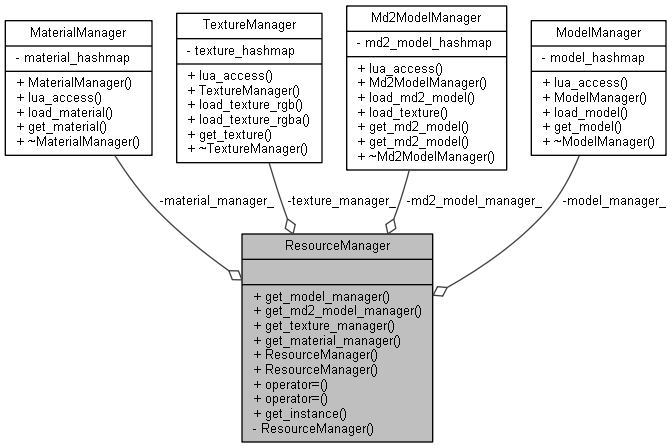 MaterialManager
- material_hashmap
+ MaterialManager()
+ lua_access()
+ load_material()
+ get_material()
+ ~MaterialManager()
TextureManager
- texture_hashmap
+ lua_access()
+ TextureManager()
+ load_texture_rgb()
+ load_texture_rgba()
+ get_texture()
+ ~TextureManager()
Md2ModelManager
- md2_model_hashmap
+ lua_access()
+ Md2ModelManager()
+ load_md2_model()
+ load_texture()
+ get_md2_model()
+ get_md2_model()
+ ~Md2ModelManager()
ModelManager
- model_hashmap
+ lua_access()
+ ModelManager()
+ load_model()
+ get_model()
+ ~ModelManager()
-material_manager_
-texture_manager_
-md2_model_manager_
-model_manager_
ResourceManager
+ get_model_manager()
+ get_md2_model_manager()
+ get_texture_manager()
+ get_material_manager()
+ ResourceManager()
+ ResourceManager()
+ operator=()
+ operator=()
+ get_instance()
- ResourceManager()